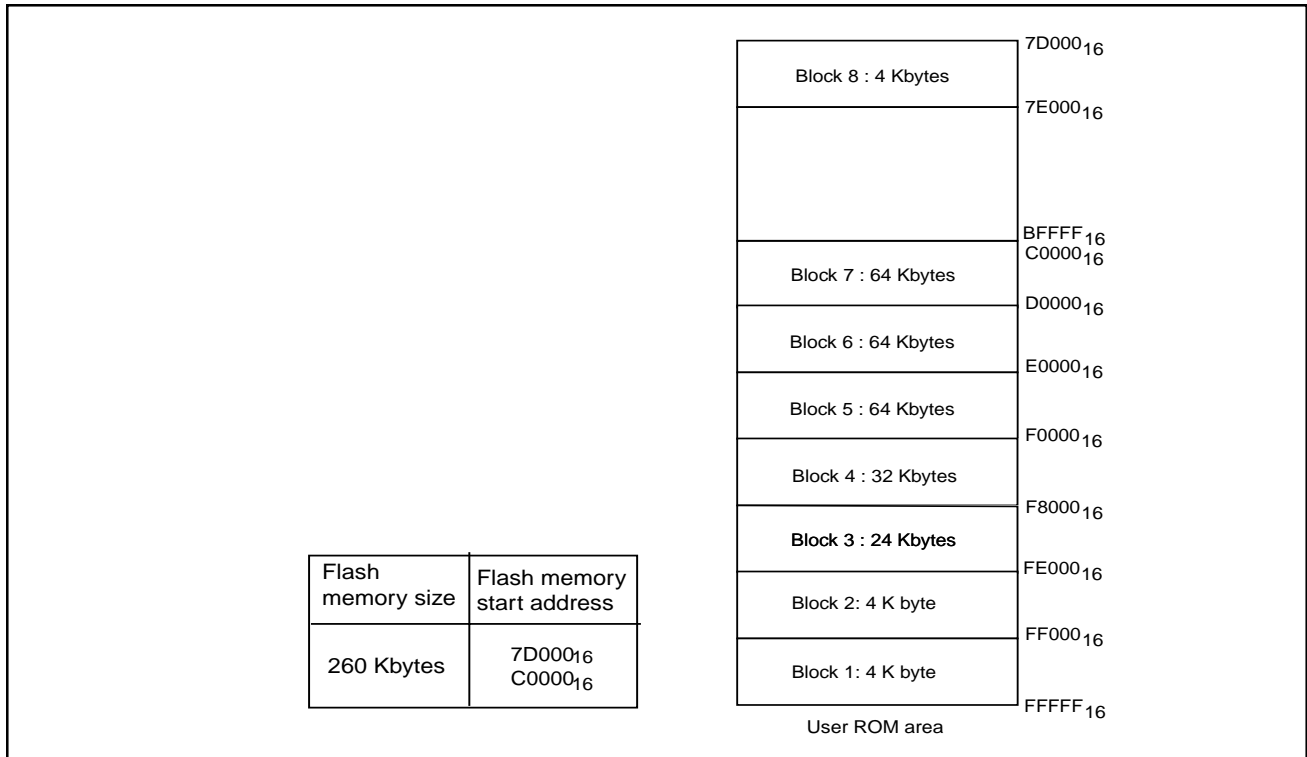 7D000₁₆
Block 8 : 4 Kbytes
7E000₁₆
BFFFF₁₆
C0000₁₆
Block 7 : 64 Kbytes
D0000₁₆
Block 6 : 64 Kbytes
E0000₁₆
Block 5 : 64 Kbytes
F0000₁₆
Block 4 : 32 Kbytes
F8000₁₆
Block 3 : 24 Kbytes
FE000₁₆
Block 2: 4 K byte
FF000₁₆
Block 1: 4 K byte
FFFFF₁₆
User ROM area
Flash
memory size
Flash memory
start address
260 Kbytes
7D000₁₆
C0000₁₆